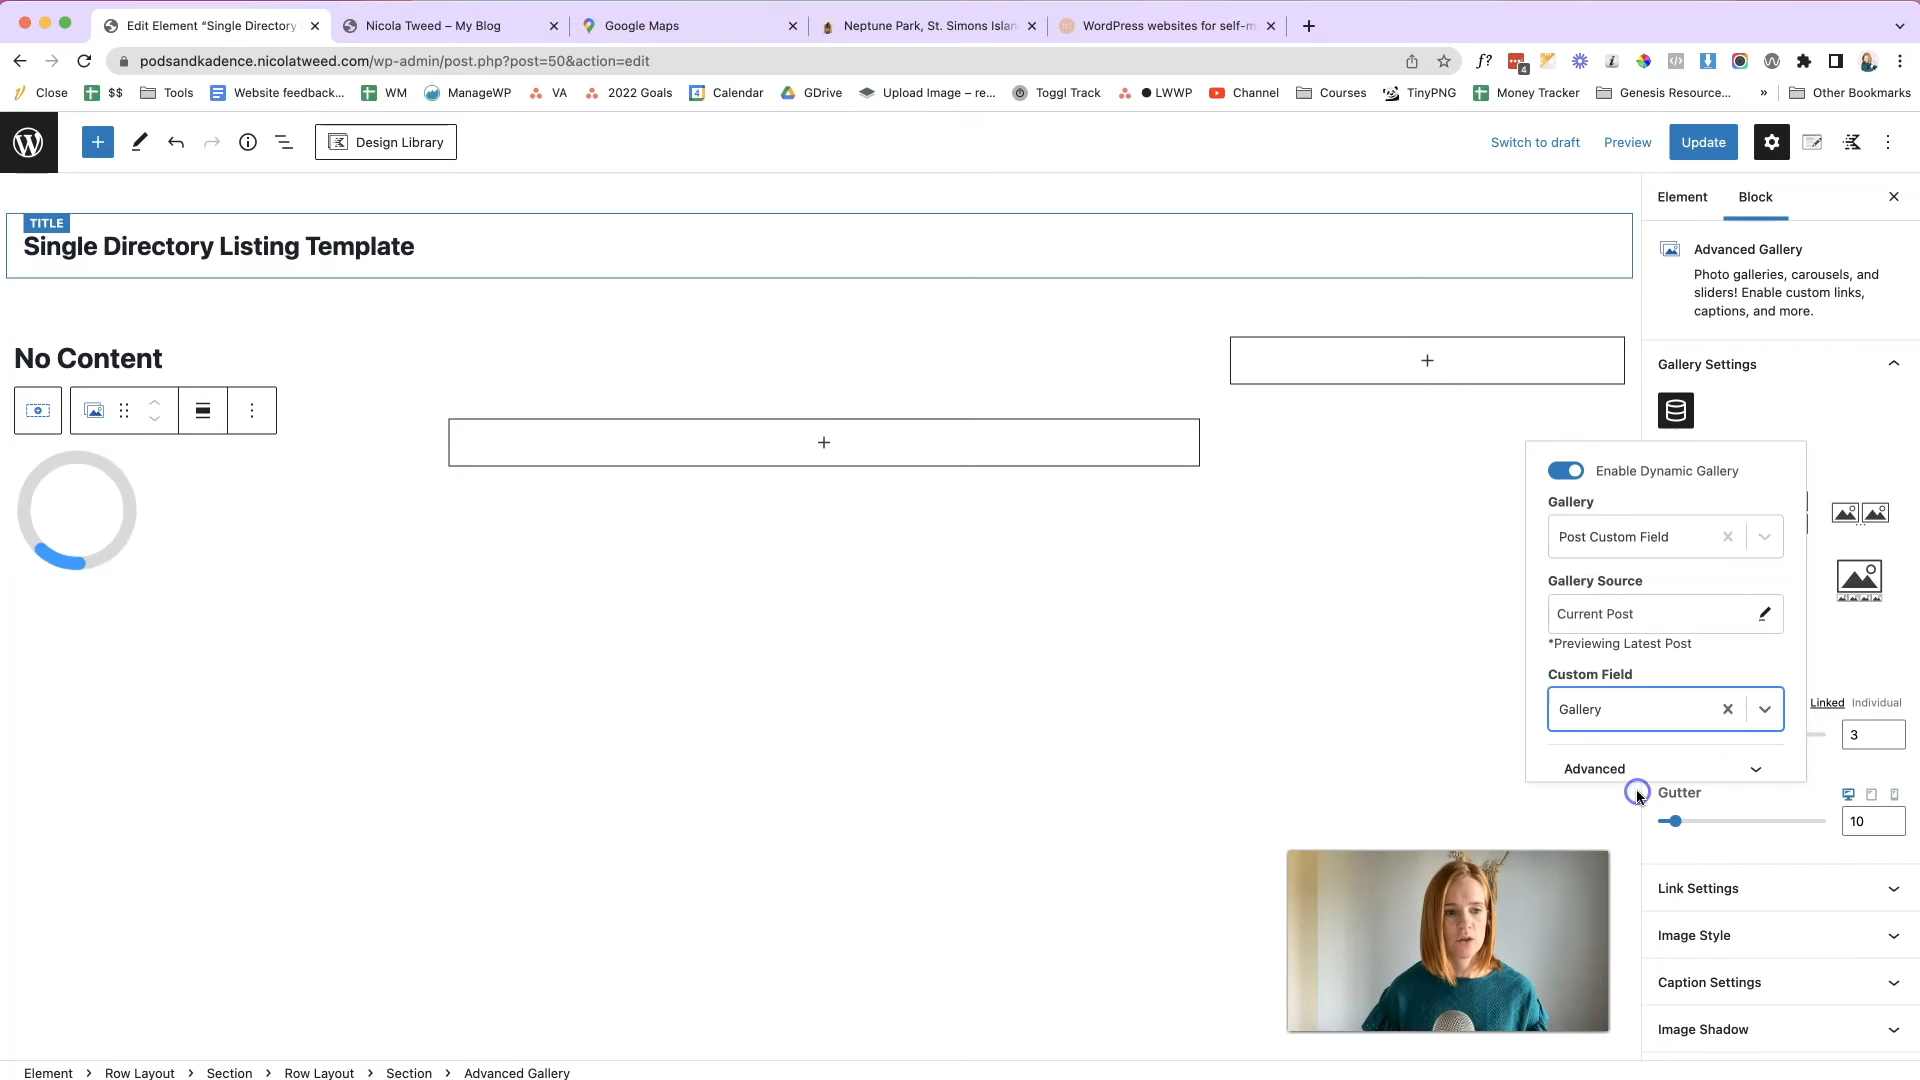 Edit Element “Single Directory
Nicola Tweed – My Blog
Google Maps
Neptune Park, St. Simons Islan
WordPress websites for self-m
podsandkadence.nicolatweed.com/wp-admin/post.php?post=50&action=edit
f?
4
Close
$$
Tools
Website feedback...
WM
ManageWP
VA
2022 Goals
4
Calendar
GDrive
Upload Image – re...
Toggl Track
LWWP
Channel
Courses
TinyPNG
Money Tracker
Genesis Resource...
»
Other Bookmarks
Design Library
Switch to draft
Preview
Update
Element
Block
TITLE
Single Directory Listing Template
Advanced Gallery
Photo galleries, carousels, and
sliders! Enable custom links,
captions, and more.
No Content
Gallery Settings
Enable Dynamic Gallery
Gallery
Post Custom Field
Gallery Source
Current Post
*Previewing Latest Post
Custom Field
Gallery
Linked
Individual
3
Advanced
Gutter
10
Link Settings
Image Style
Caption Settings
Image Shadow
Element > Row Layout > Section > Row Layout > Section > Advanced Gallery